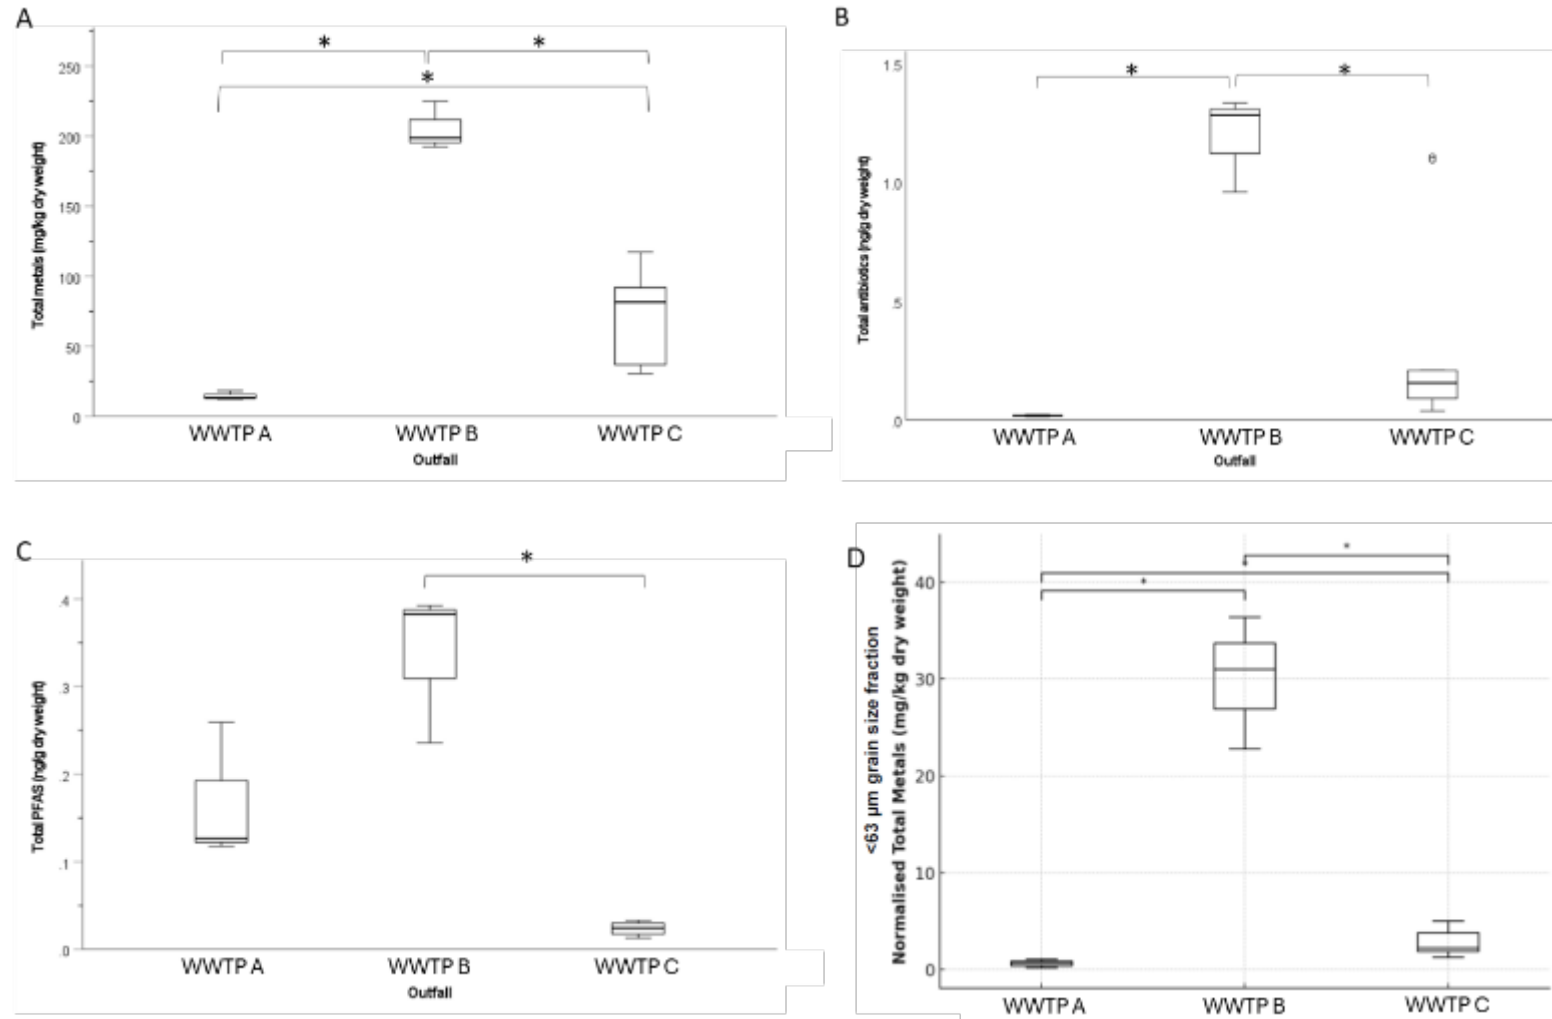 A
* *
*
250
200
150
100
50
0
Total metals (mg/kg dry weight)
WWTP A WWTP B WWTP C
Outfall
B
* *
1.5
1.0
.5
.0
Total antibiotics (ng/g dry weight)
WWTP A WWTP B WWTP C
Outfall
C
*
.4
.3
.2
.1
.0
Total PFAS (ng/g dry weight)
WWTP A WWTP B WWTP C
Outfall
D
*
*
*
40
30
20
10
0
<63 µm grain size fraction
Normalised Total Metals (mg/kg dry weight)
WWTP A WWTP B WWTP C